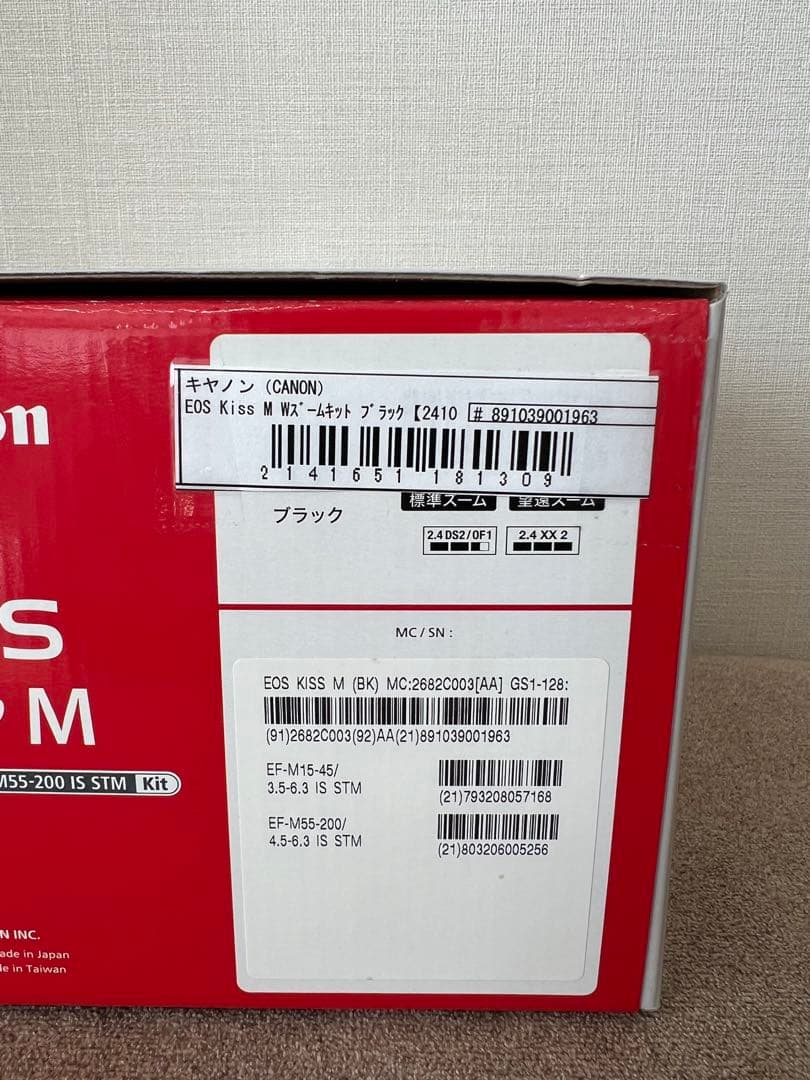 キヤノン（CANON）
EOS Kiss M Wｽﾞｰﾑｷｯﾄ ﾌﾞﾗｯｸ【2410
# 891039001963
2141651181309
標準ズーム 望遠ズーム
ブラック
2.4 DS2/0F1 2.4 XX 2
on
MC/SN :
S
M
EOS KISS M (BK) MC:2682C003[AA] GS1-128:
(91)2682C003(92)AA(21)891039001963
EF-M15-45/
3.5-6.3 IS STM
(21)793208057168
M55-200 IS STM Kit
EF-M55-200/
4.5-6.3 IS STM
(21)803206005256
N INC.
ade in Japan
de in Taiwan